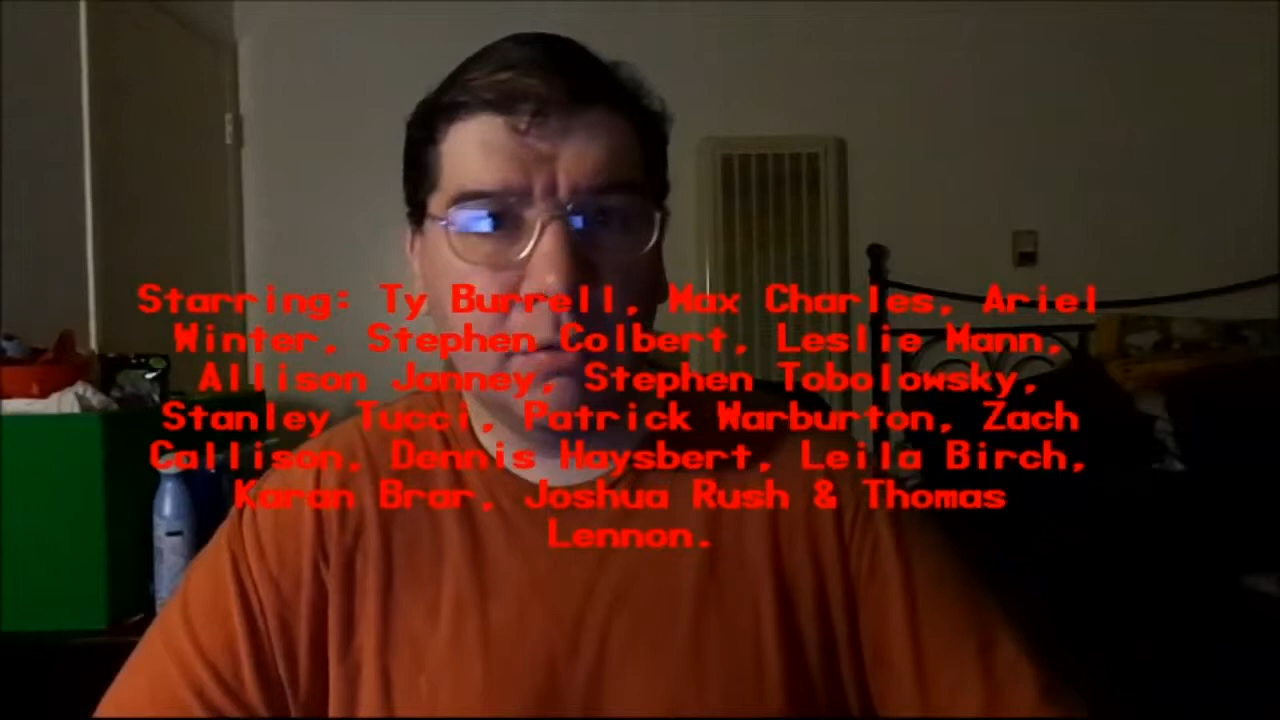 Starring: Ty Burrell, Max Charles, Ariel
Winter, Stephen Colbert, Leslie Mann,
Allison Janney, Stephen Tobolowsky,
Stanley Tucci, Patrick Warburton, Zach
Callison, Dennis Haysbert, Leila Birch,
Karan Brar, Joshua Rush & Thomas
Lennon.